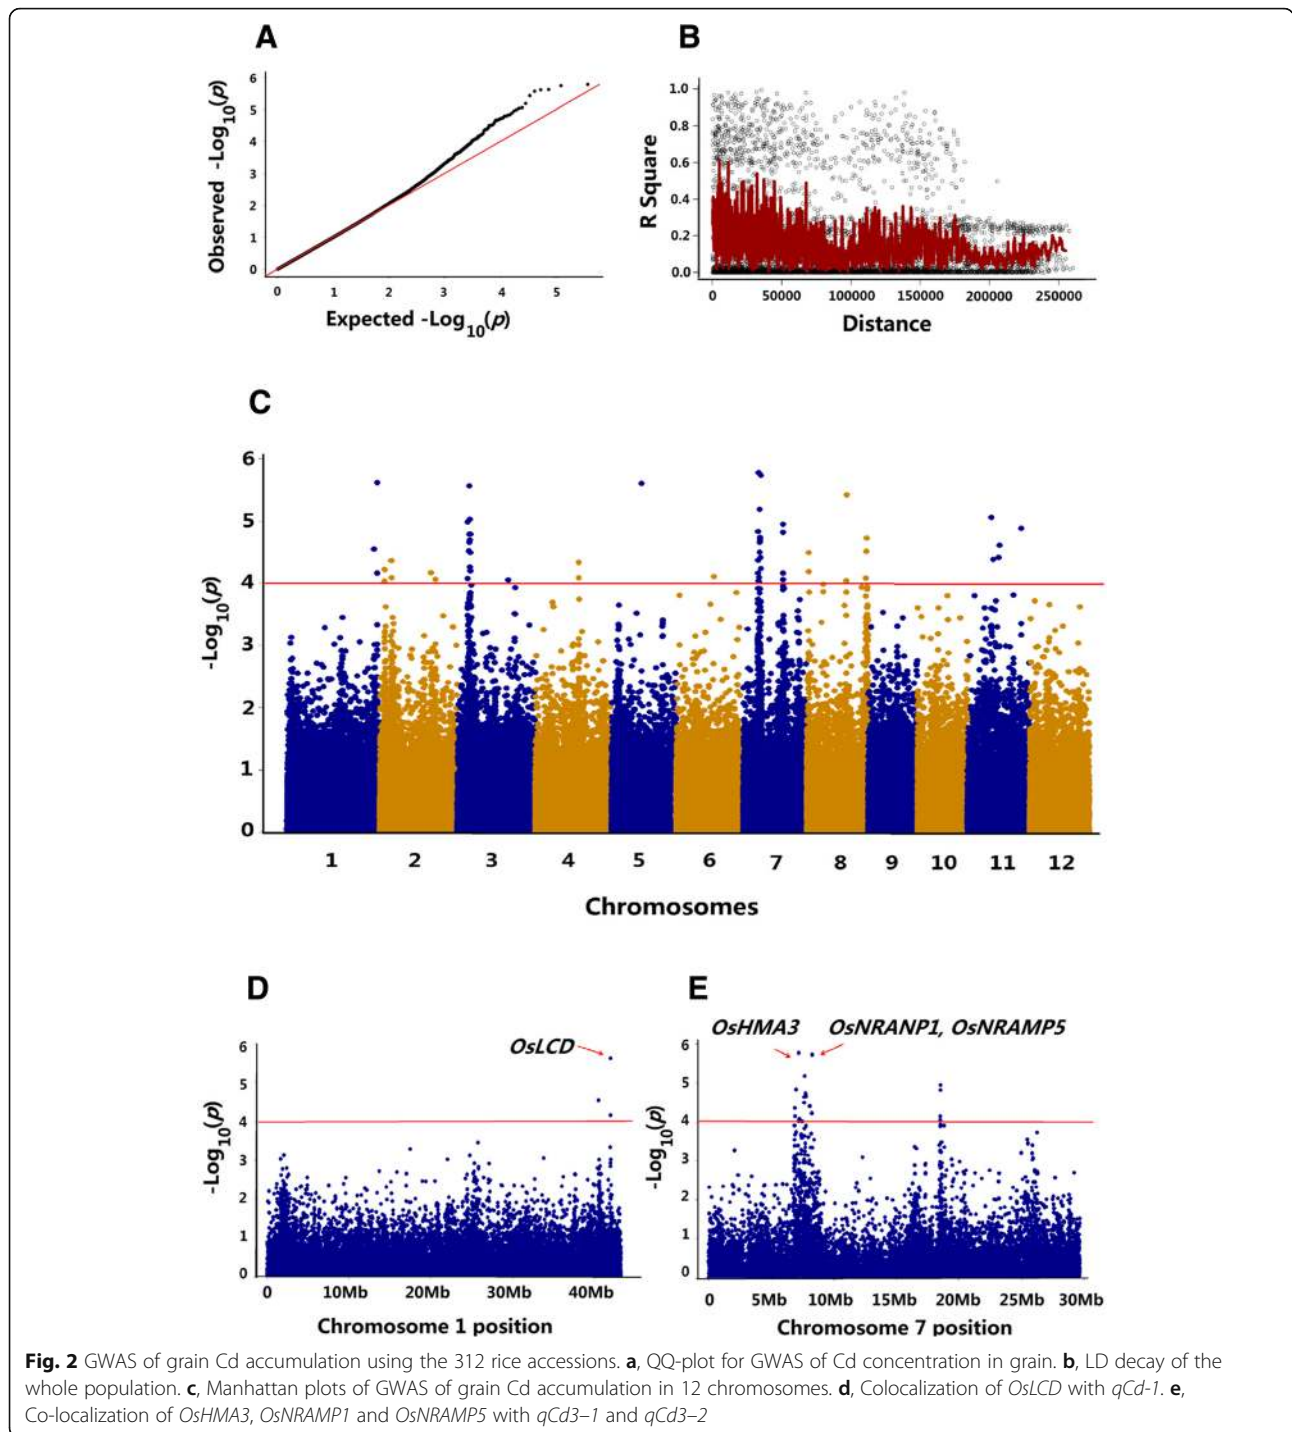 A
Observed -Log10(p)
6
5
4
3
2
1
0
0 1 2 3 4 5
Expected -Log10(p)
B
R Square
1.0
0.8
0.6
0.4
0.2
0.0
0 50000 100000 150000 200000 250000
Distance
C
-Log10(p)
6
5
4
3
2
1
0
1 2 3 4 5 6 7 8 9 10 11 12
Chromosomes
D
OsLCD
-Log10(p)
6
5
4
3
2
1
0
0 10Mb 20Mb 30Mb 40Mb
Chromosome 1 position
E
OsHMA3 OsNRANP1, OsNRAMP5
-Log10(p)
6
5
4
3
2
1
0
0 5Mb 10Mb 15Mb 20Mb 25Mb 30Mb
Chromosome 7 position
Fig. 2 GWAS of grain Cd accumulation using the 312 rice accessions. a, QQ-plot for GWAS of Cd concentration in grain. b, LD decay of the
whole population. c, Manhattan plots of GWAS of grain Cd accumulation in 12 chromosomes. d, Colocalization of OsLCD with qCd-1. e,
Co-localization of OsHMA3, OsNRAMP1 and OsNRAMP5 with qCd3–1 and qCd3–2